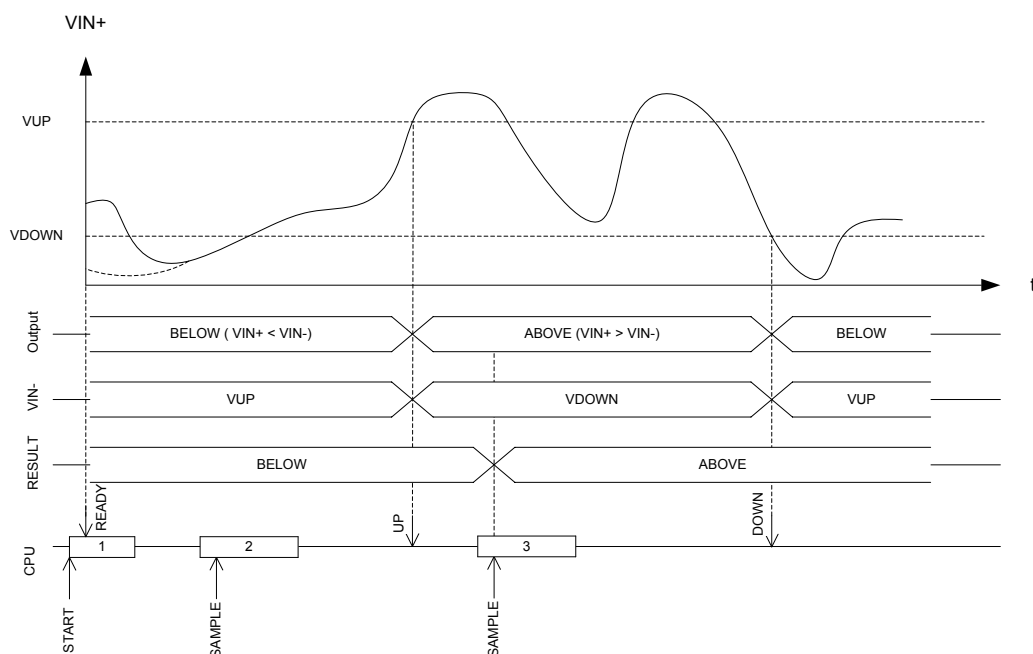 VIN+
VUP
VDOWN
t
Output
BELOW ( VIN+ < VIN-)
ABOVE (VIN+ > VIN-)
BELOW
VIN-
VUP
VDOWN
VUP
RESULT
BELOW
ABOVE
READY
UP
DOWN
CPU
1
2
3
START
SAMPLE
SAMPLE